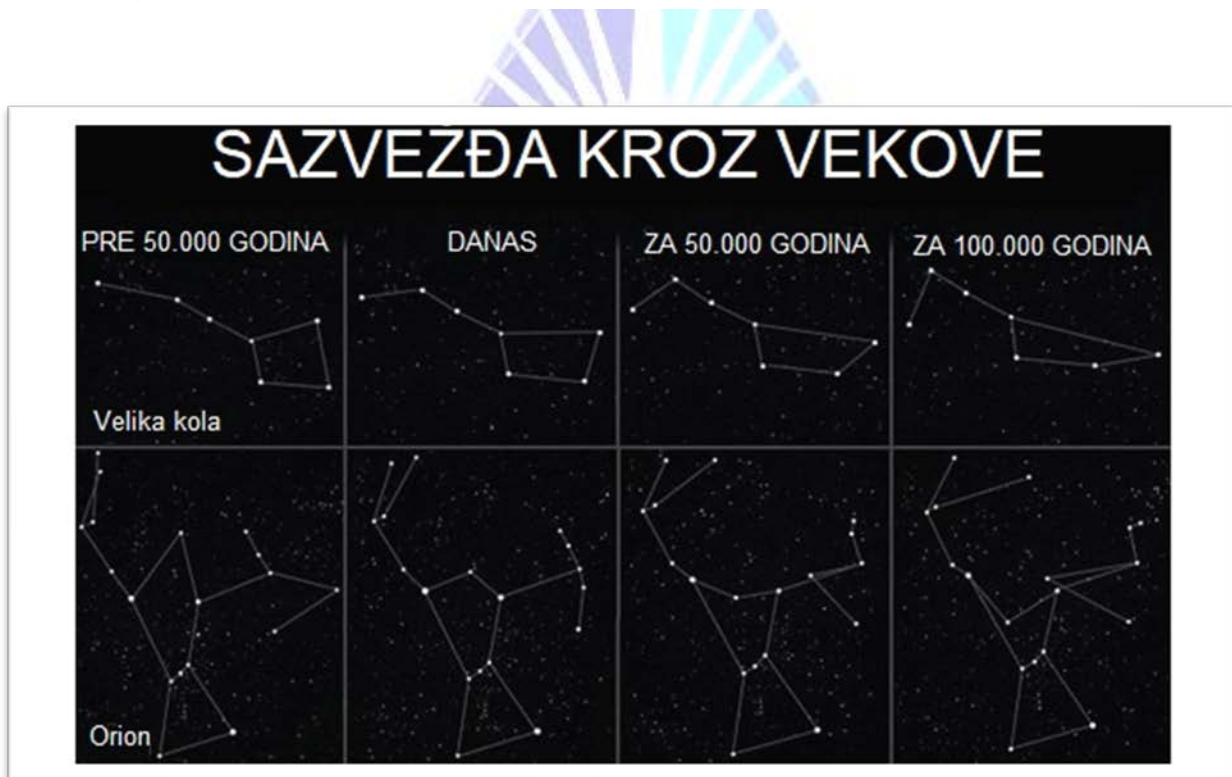 SAZVEŽĐA KROZ VEKOVE
PRE 50.000 GODINA
DANAS
ZA 50.000 GODINA
ZA 100.000 GODINA
Velika kola
Orion